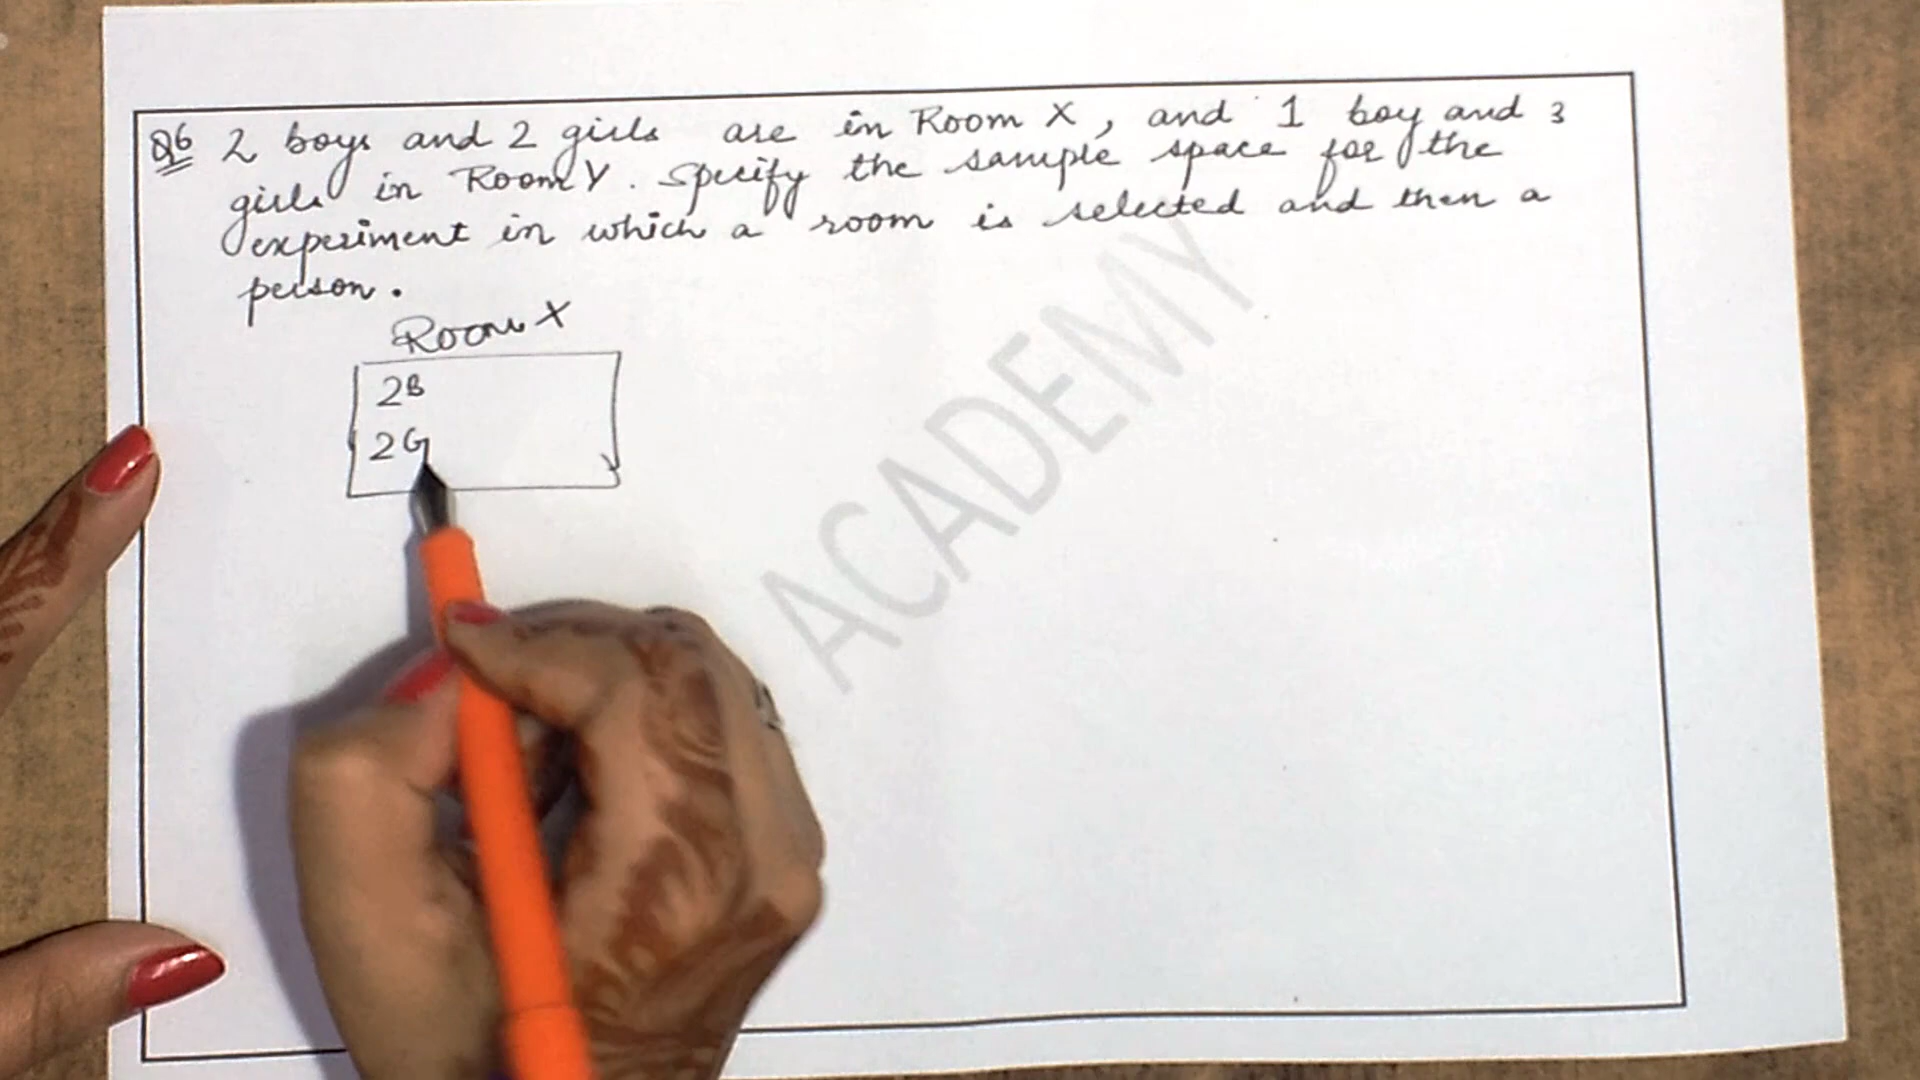 Q6 2 boys and 2 girls are in Room X, and 1 boy and 3
girls in Room Y. Specify the sample space for the
experiment in which a room is selected and then a
person.
Room X
2B
2G
ACADEMY